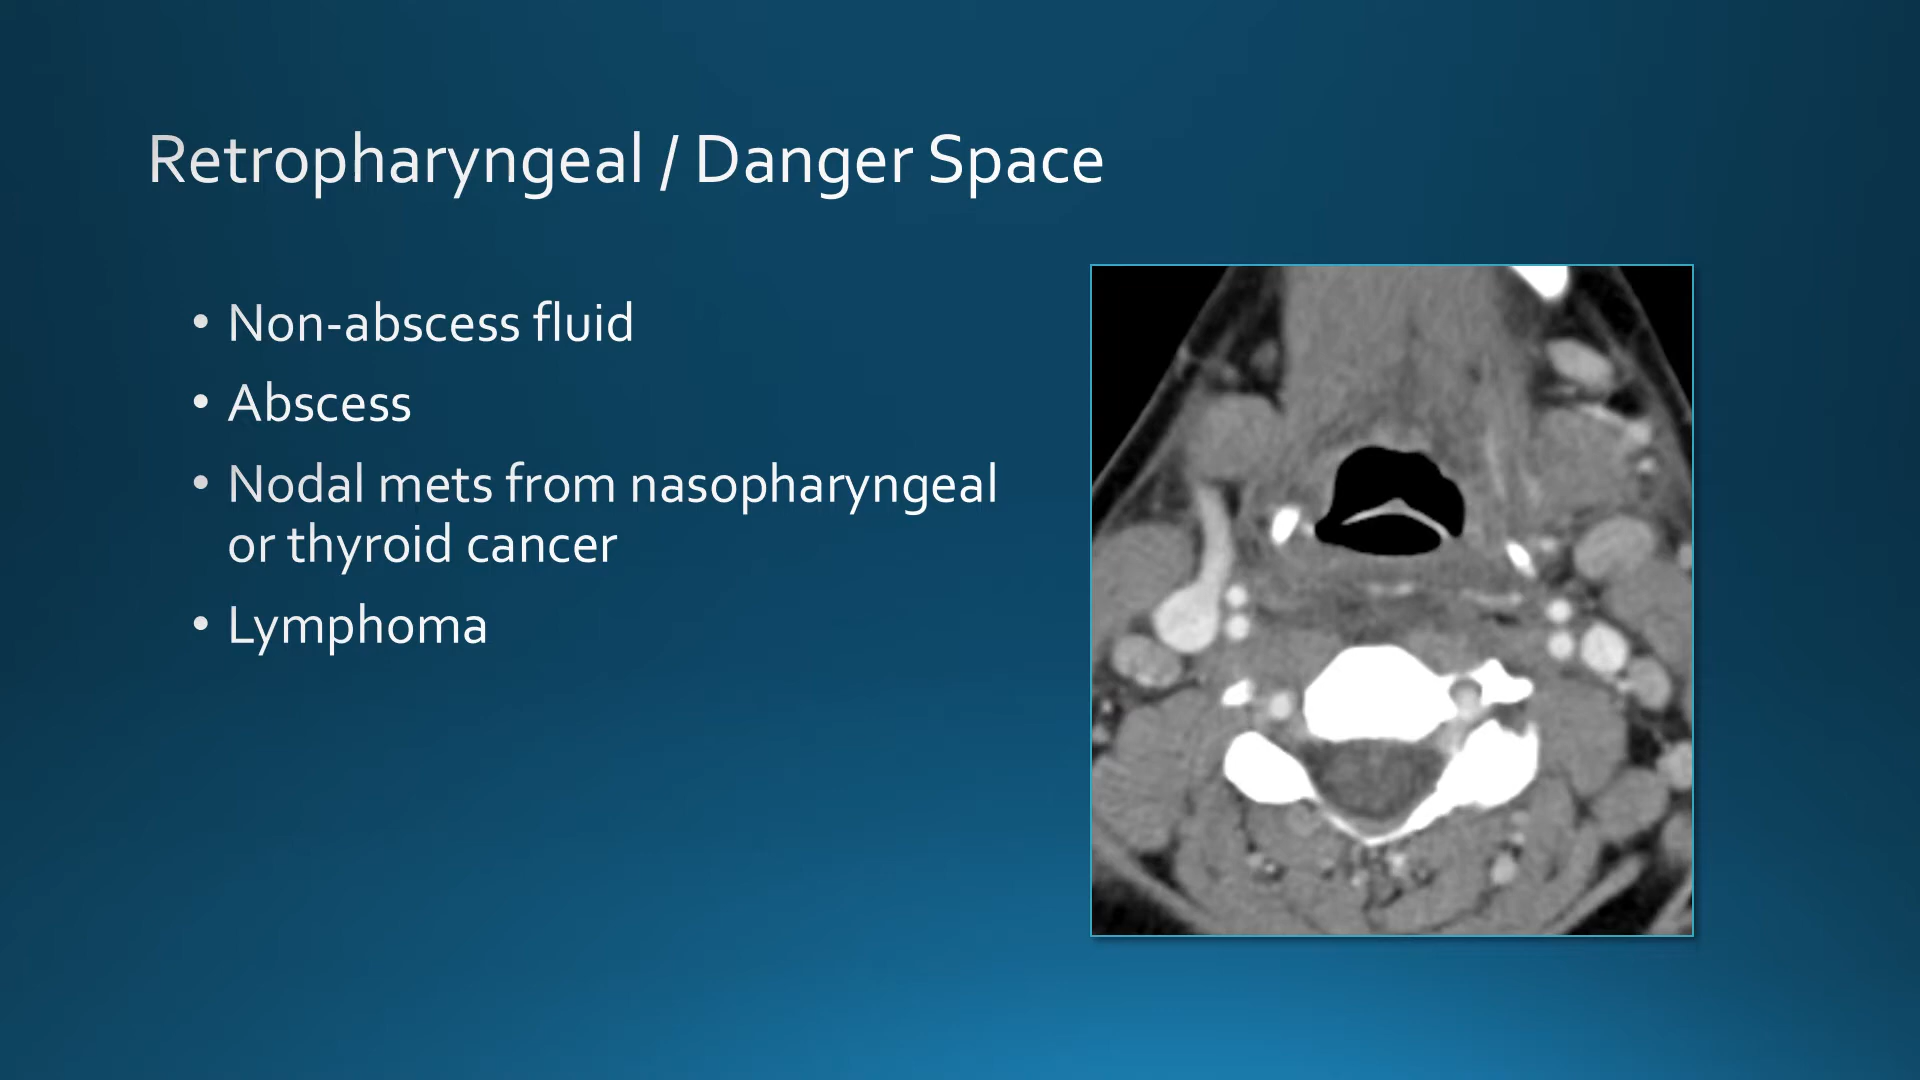 Retropharyngeal / Danger Space
• Non-abscess fluid
• Abscess
• Nodal mets from nasopharyngeal
or thyroid cancer
• Lymphoma